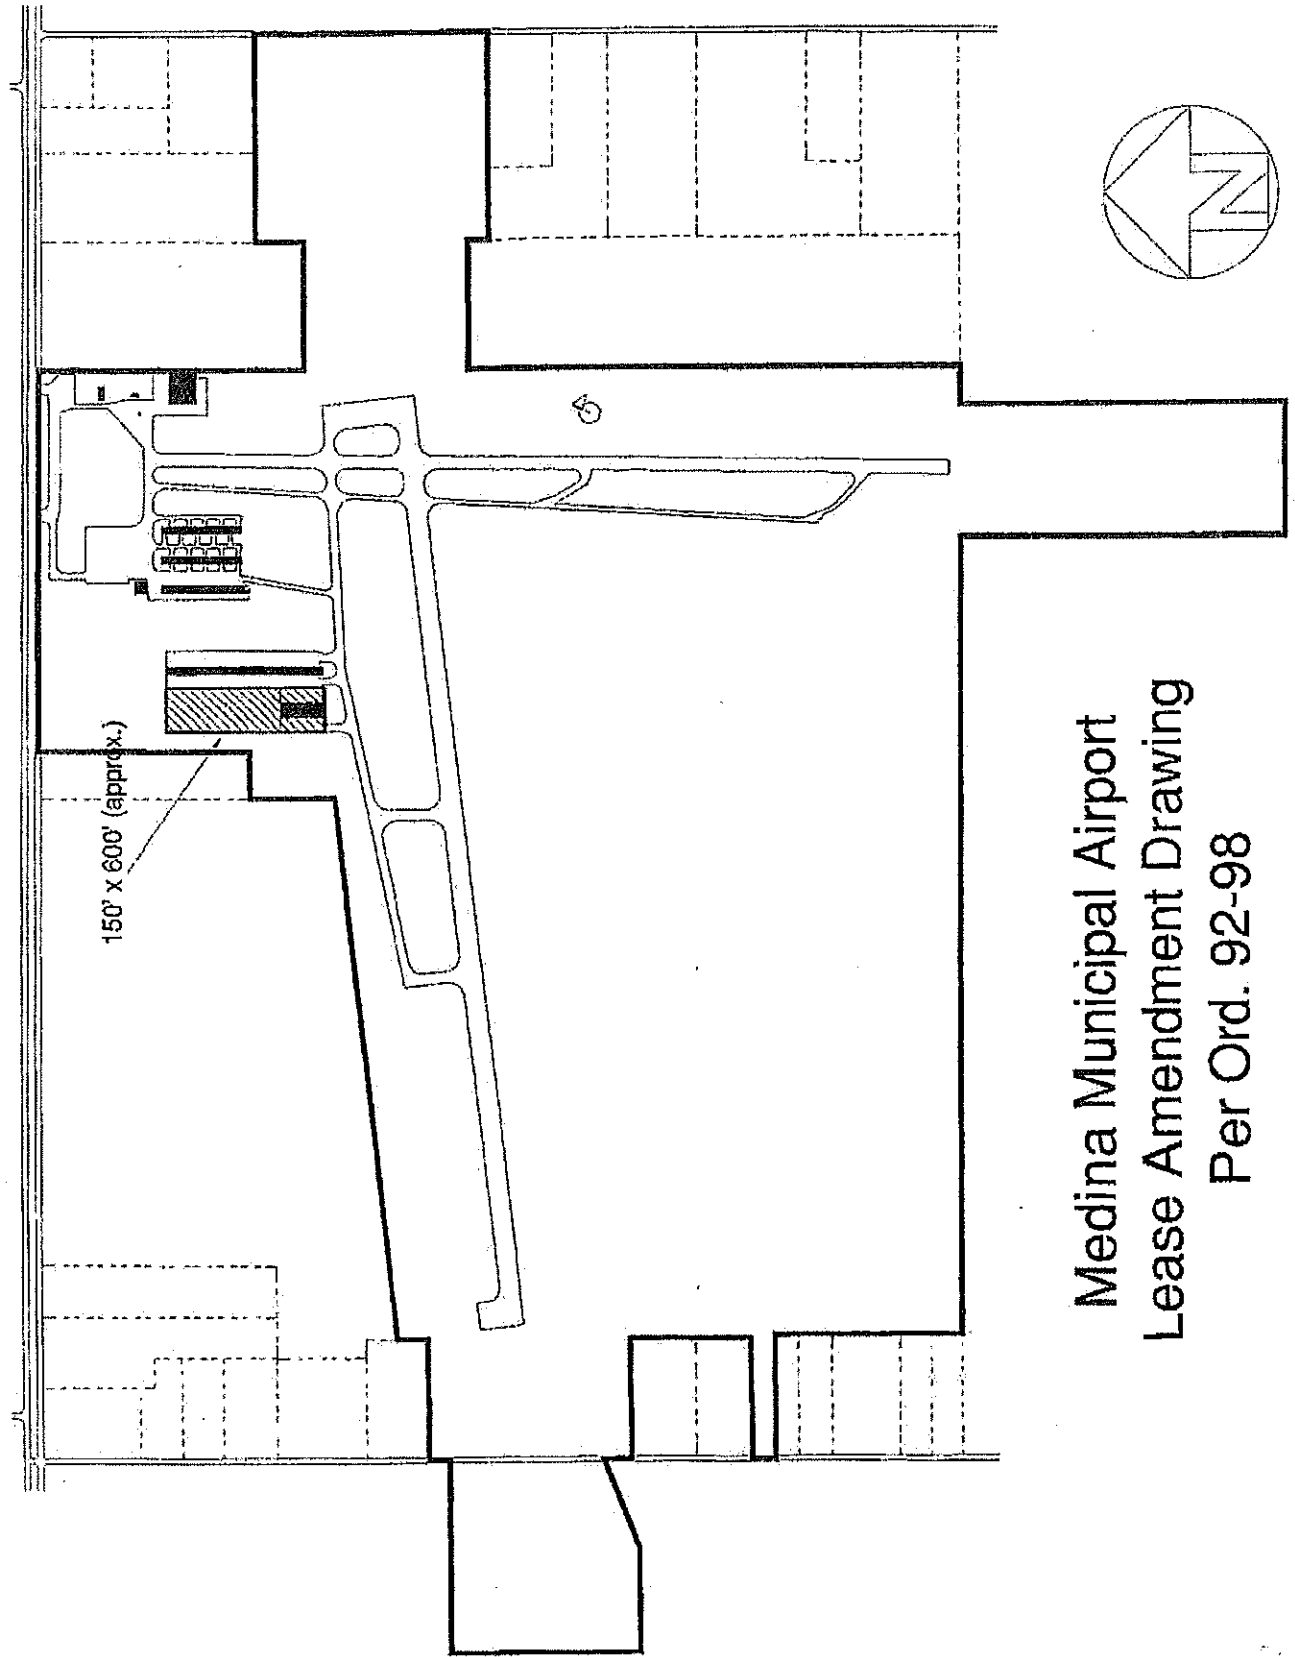 150' x 600' (approx.)
N
Medina Municipal Airport
Lease Amendment Drawing
Per Ord. 92-98